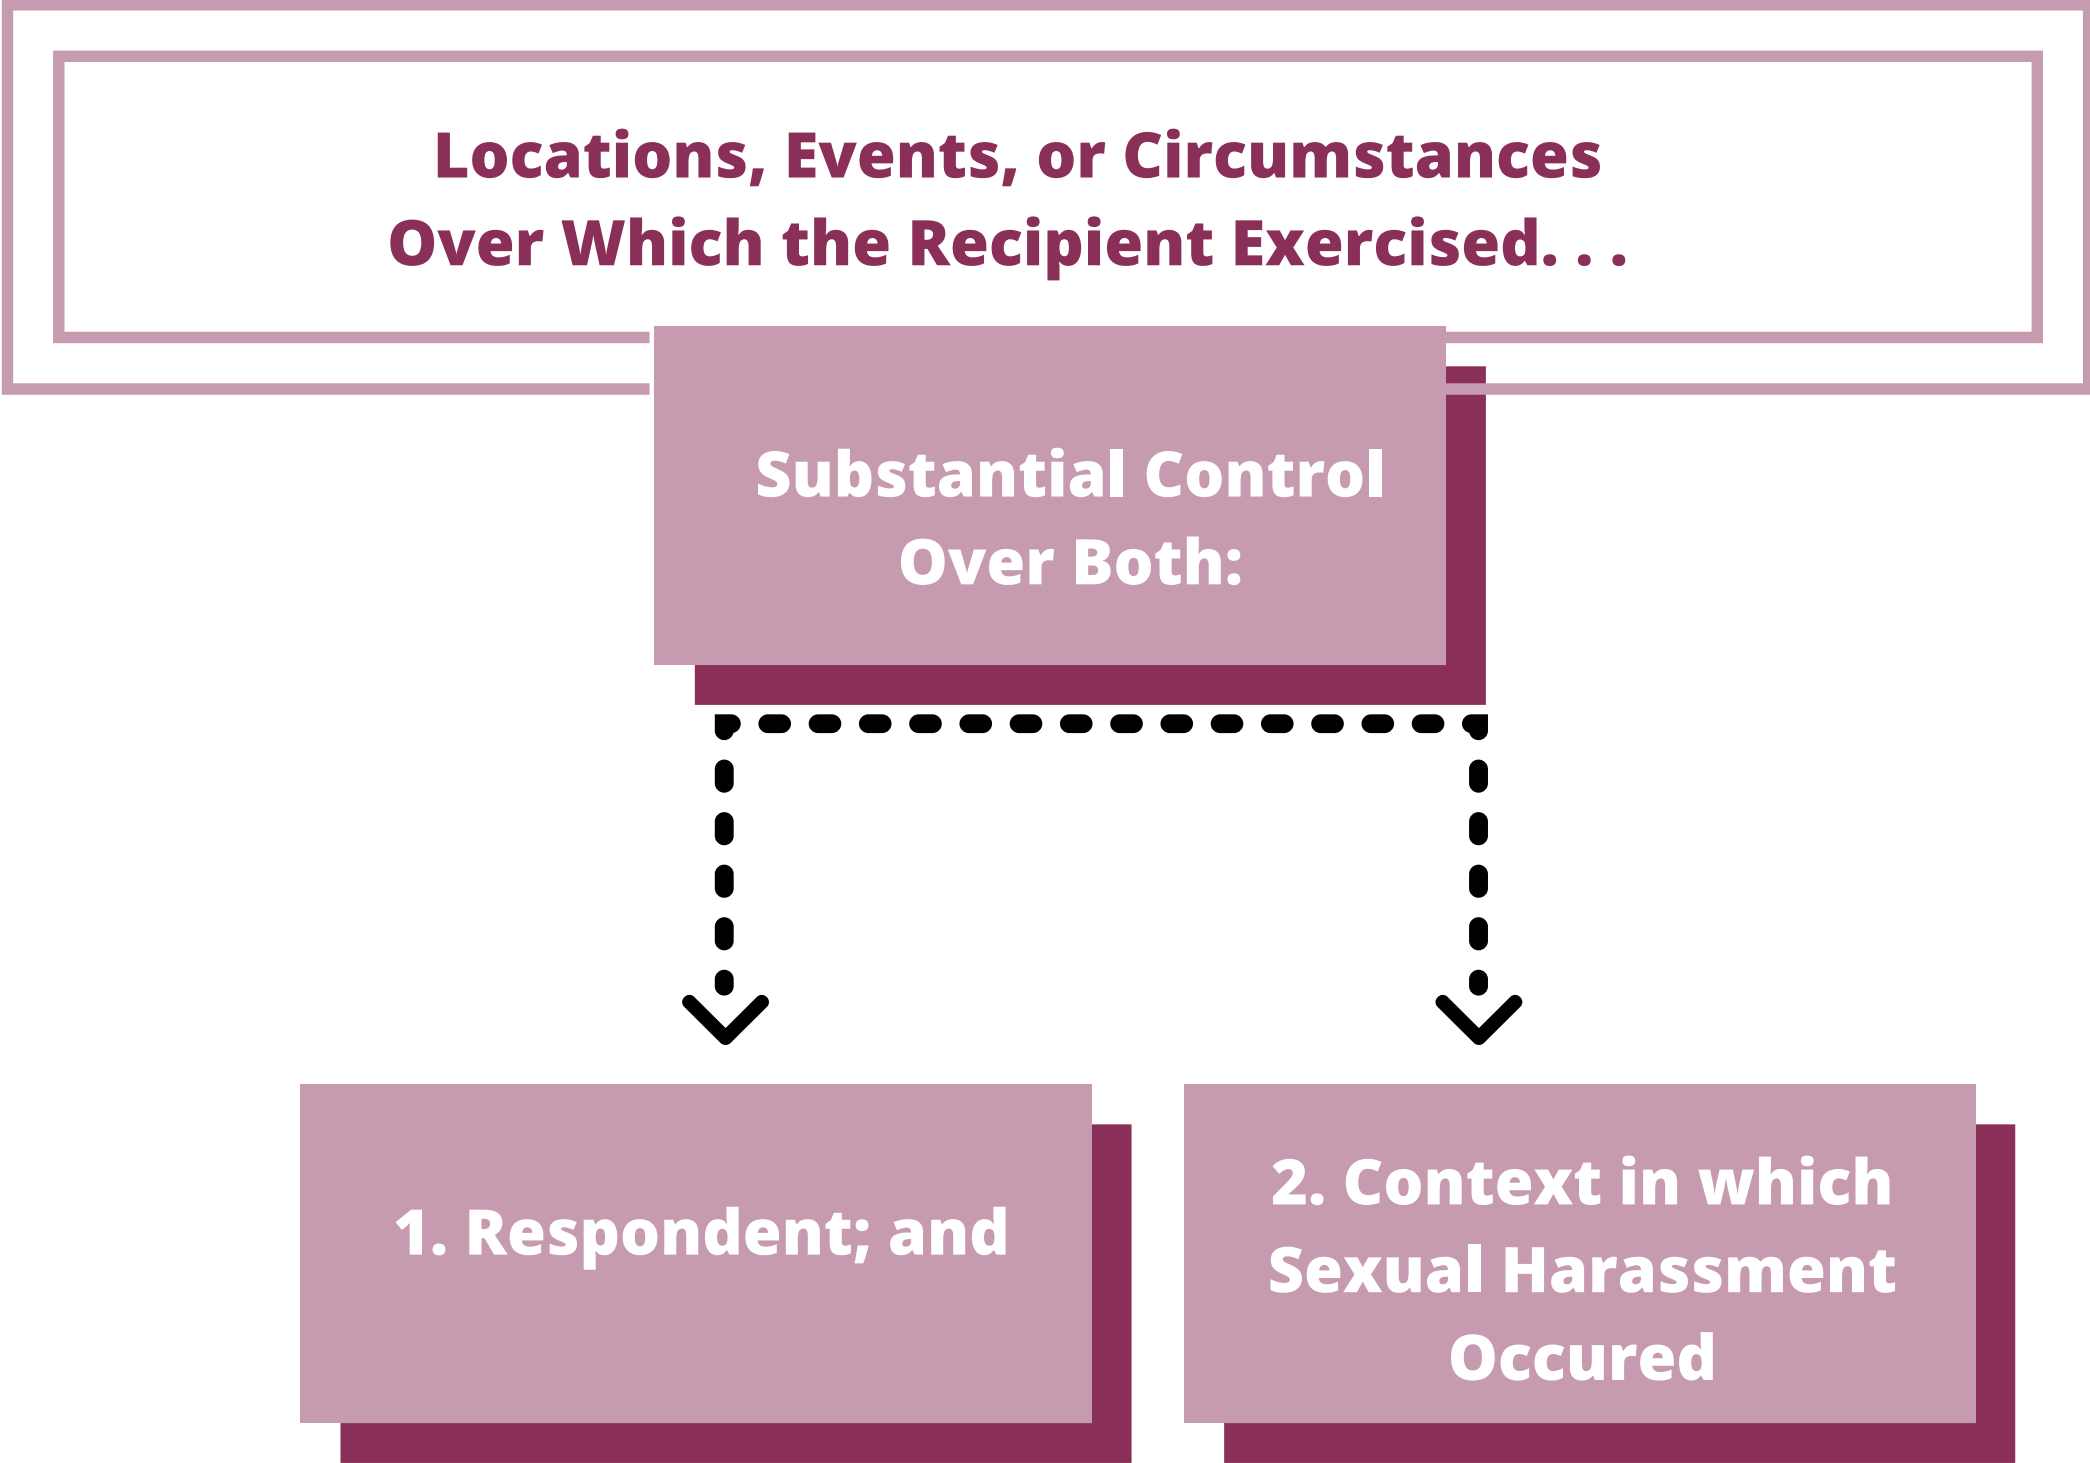 Locations, Events, or Circumstances
Over Which the Recipient Exercised. . .
Substantial Control
Over Both:
1. Respondent; and
2. Context in which
Sexual Harassment
Occured